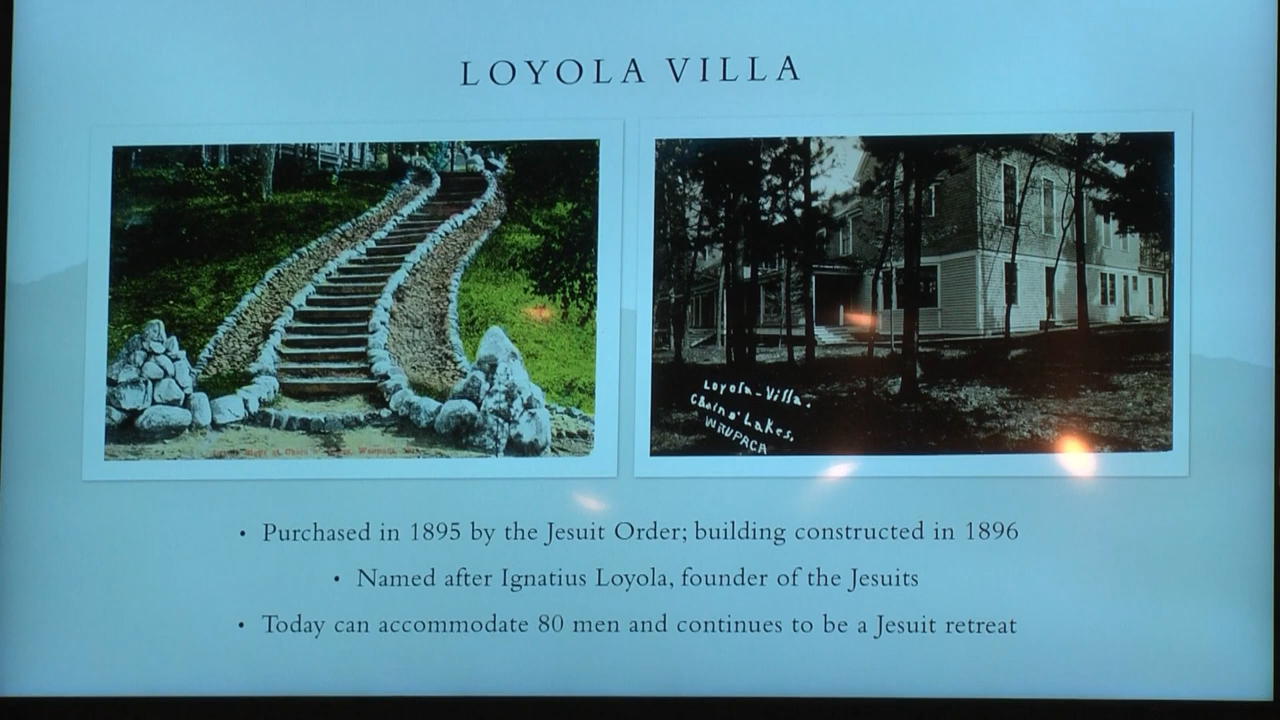 LOYOLA VILLA
Waupaca
Loyola-Villa.
Chain o' Lakes,
WAUPACA
• Purchased in 1895 by the Jesuit Order; building constructed in 1896
• Named after Ignatius Loyola, founder of the Jesuits
• Today can accommodate 80 men and continues to be a Jesuit retreat